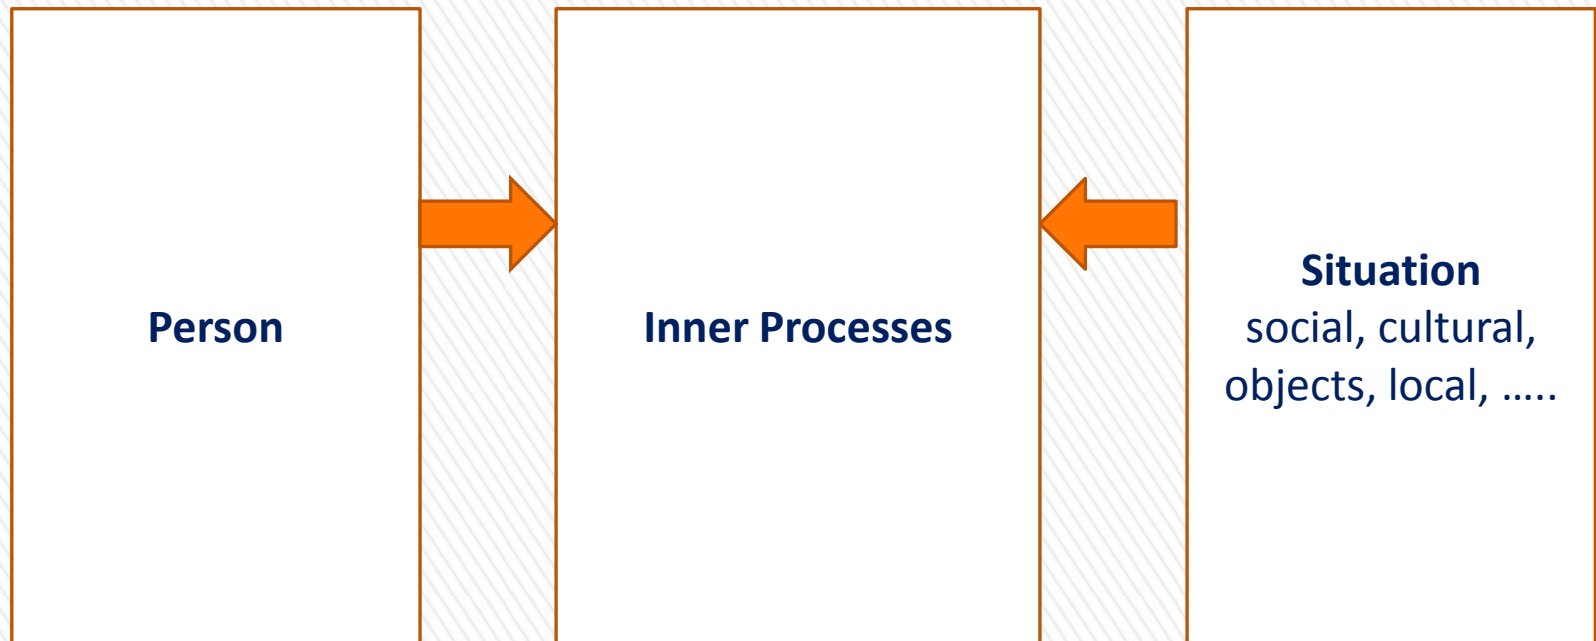 Person
Inner Processes
Situation
social, cultural,
objects, local, …..